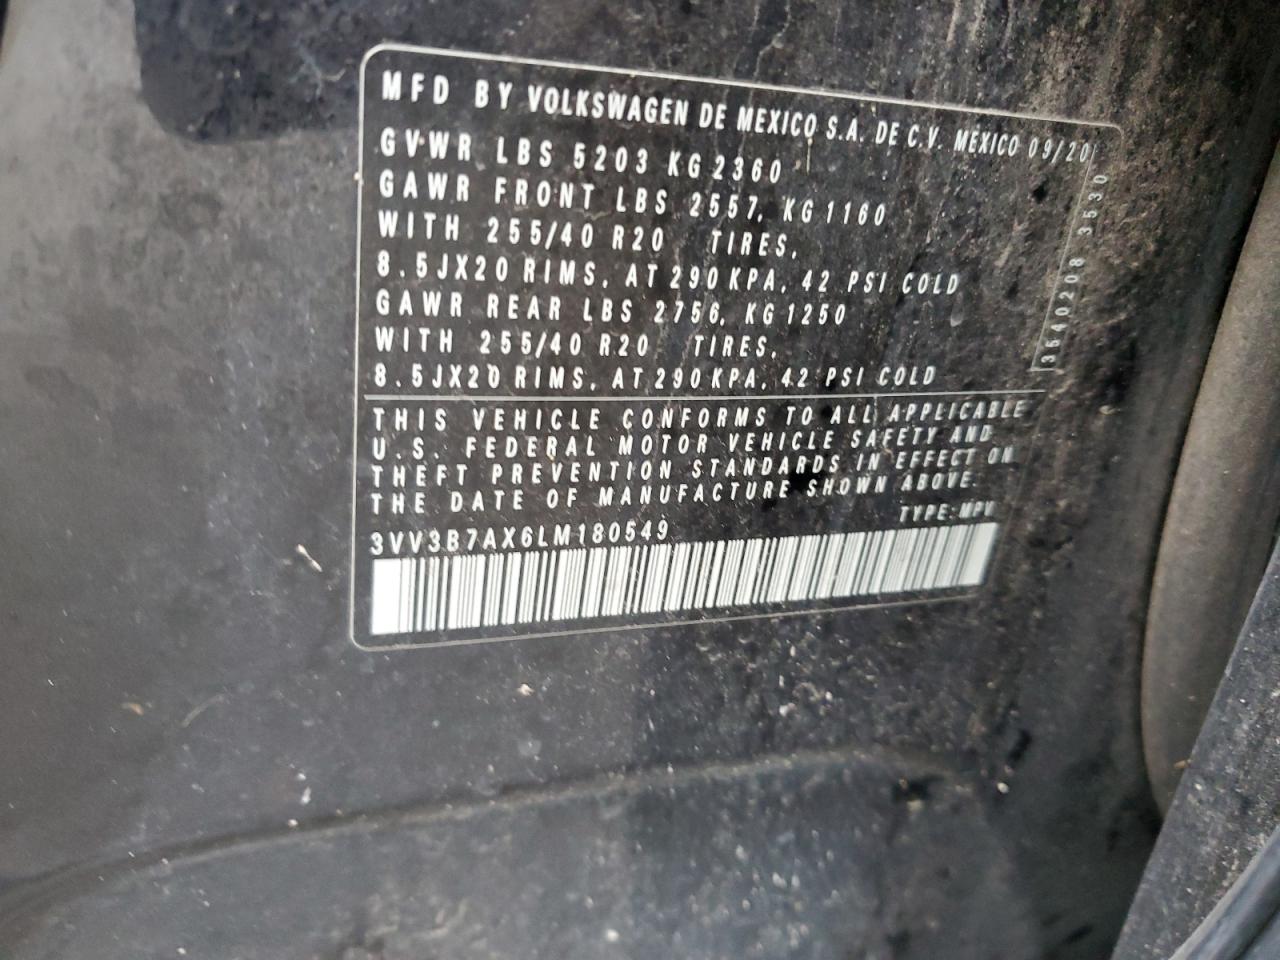 MFD BY VOLKSWAGEN DE MEXICO S.A. DE C.V. MEXICO 09/20
GVWR LBS 5203 KG 2360
GAWR FRONT LBS 2557, KG 1160
WITH 255/40 R20 TIRES,
8.5JX20 RIMS, AT 290 KPA, 42 PSI COLD
GAWR REAR LBS 2756, KG 1250
WITH 255/40 R20 TIRES,
8.5JX20 RIMS, AT 290 KPA, 42 PSI COLD
3540208 3530
THIS VEHICLE CONFORMS TO ALL APPLICABLE
U.S. FEDERAL MOTOR VEHICLE SAFETY AND
THEFT PREVENTION STANDARDS IN EFFECT ON
THE DATE OF MANUFACTURE SHOWN ABOVE.
TYPE: MPV
3VV3B7AX6LM180549